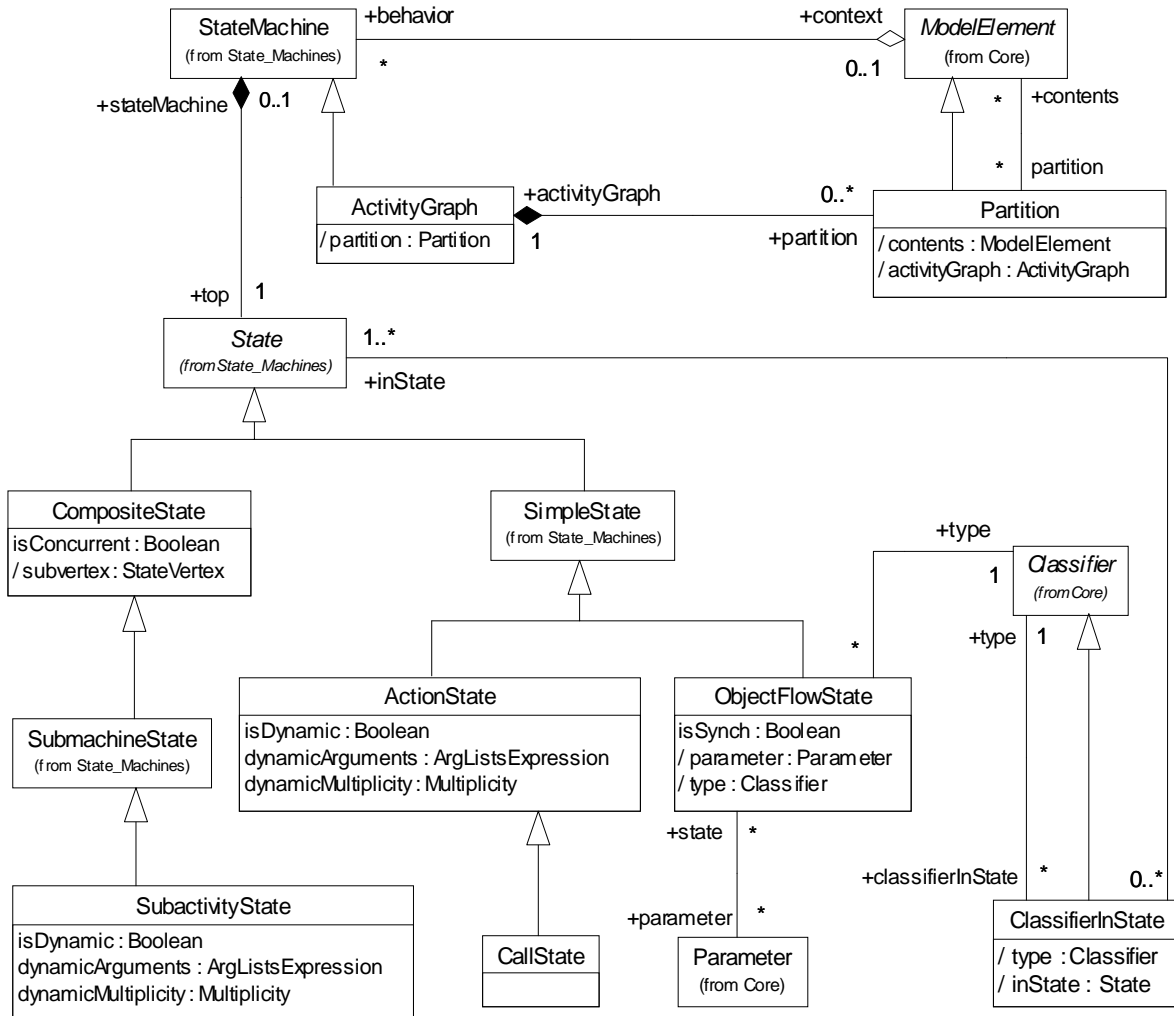 StateMachine
(from State_Machines)
+behavior
*
+context
0..1
ModelElement
(from Core)
+stateMachine
0..1
*
+contents
*
partition
ActivityGraph
/ partition : Partition
+activityGraph
1
0..*
+partition
Partition
/ contents : ModelElement
/ activityGraph : ActivityGraph
+top
1
State
(from State_Machines)
1..*
+inState
CompositeState
isConcurrent : Boolean
/ subvertex : StateVertex
SimpleState
(from State_Machines)
+type
1
Classifier
(from Core)
+type
1
*
SubmachineState
(from State_Machines)
ActionState
isDynamic : Boolean
dynamicArguments : ArgListsExpression
dynamicMultiplicity : Multiplicity
ObjectFlowState
isSynch : Boolean
/ parameter : Parameter
/ type : Classifier
+state
*
+classifierInState
*
0..*
SubactivityState
isDynamic : Boolean
dynamicArguments : ArgListsExpression
dynamicMultiplicity : Multiplicity
CallState
+parameter
*
Parameter
(from Core)
ClassifierInState
/ type : Classifier
/ inState : State